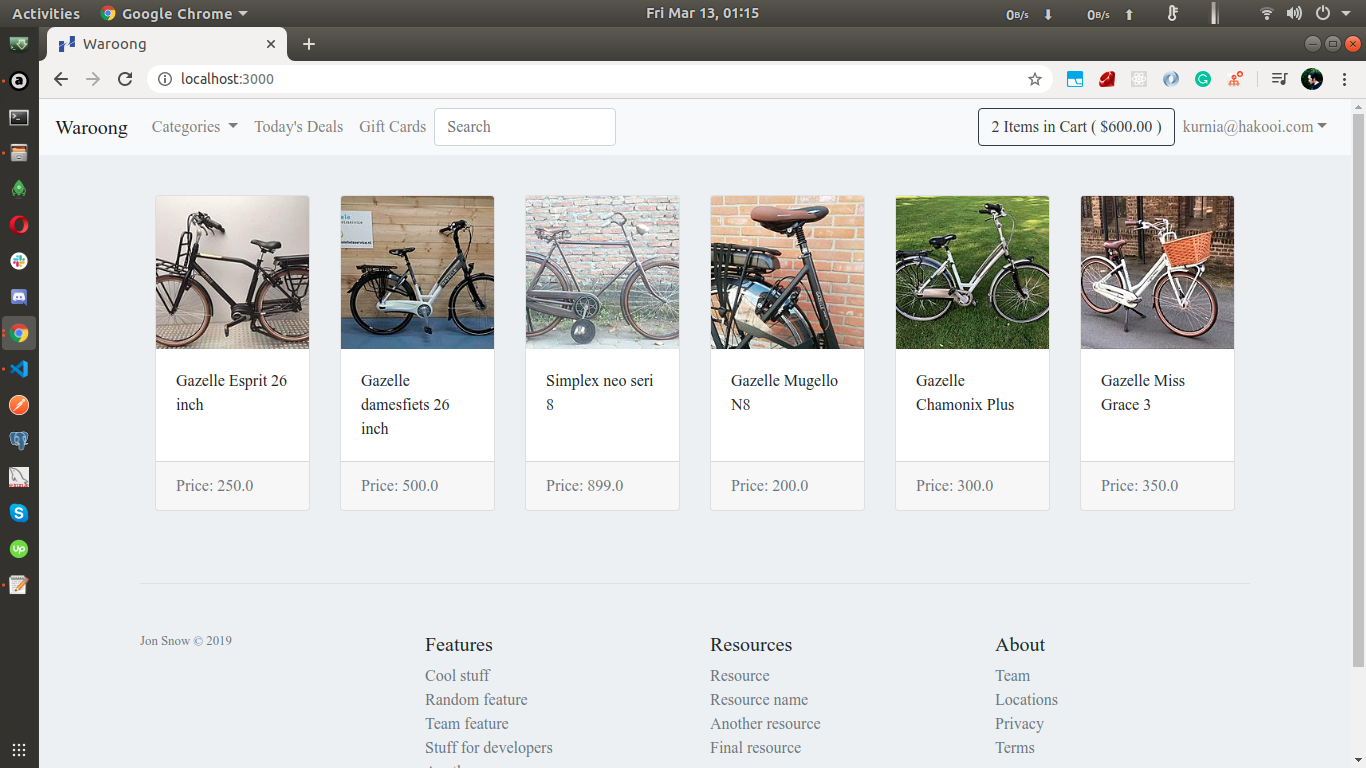 Activities
Google Chrome
Fri Mar 13, 01:15
0B/s
0B/s
Waroong
localhost:3000
Waroong
Categories
Today's Deals
Gift Cards
Search
2 Items in Cart ( $600.00 )
kurnia@hakooi.com
Gazelle Esprit 26
inch
Price: 250.0
Gazelle
damesfiets 26
inch
Price: 500.0
Simplex neo seri
8
Price: 899.0
Gazelle Mugello
N8
Price: 200.0
Gazelle
Chamonix Plus
Price: 300.0
Gazelle Miss
Grace 3
Price: 350.0
Jon Snow © 2019
Features
Cool stuff
Random feature
Team feature
Stuff for developers
Resources
Resource
Resource name
Another resource
Final resource
About
Team
Locations
Privacy
Terms